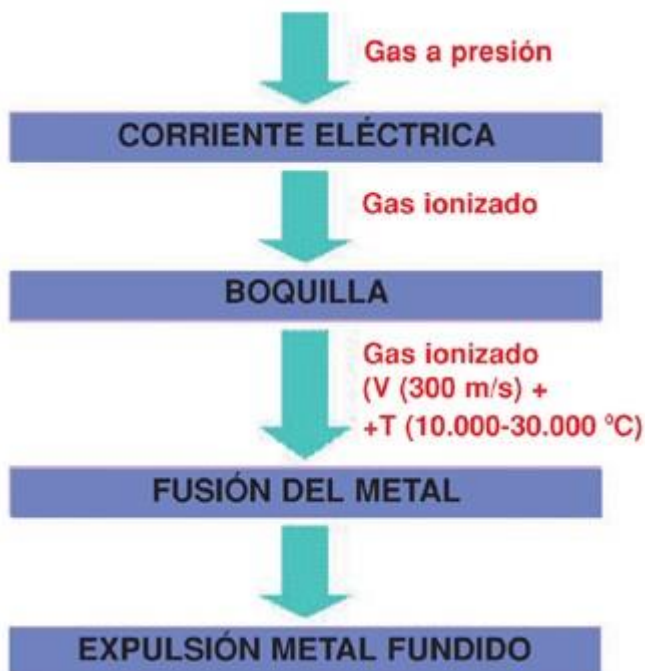 Gas a presión
CORRIENTE ELÉCTRICA
Gas ionizado
BOQUILLA
Gas ionizado
(V (300 m/s) +
+T (10.000-30.000 ºC)
FUSIÓN DEL METAL
EXPULSIÓN METAL FUNDIDO